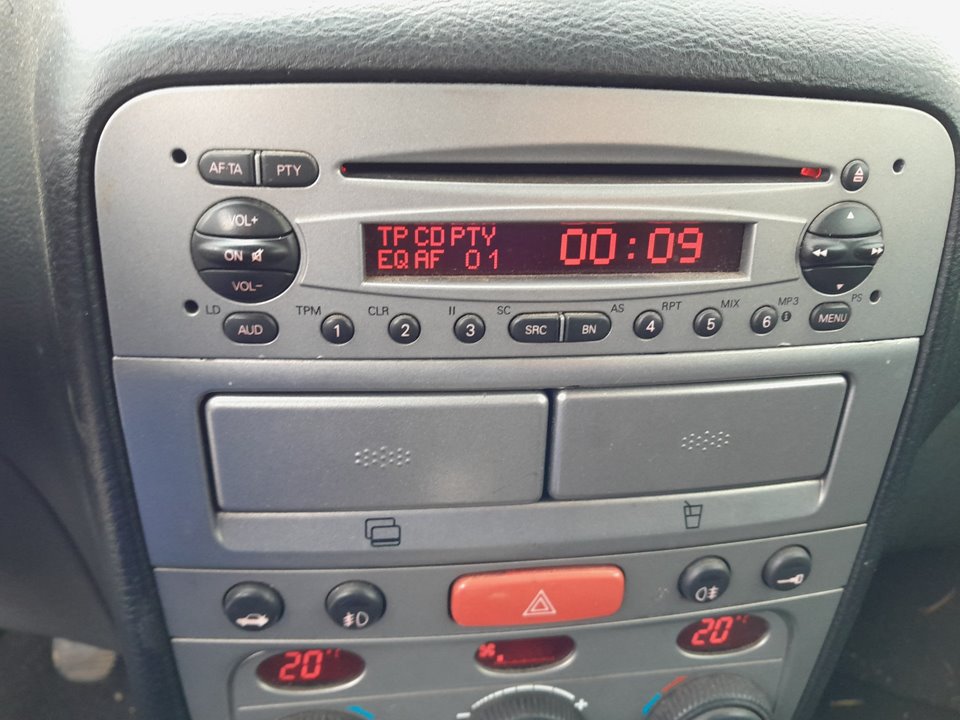 AF-TA PTY
VOL+
ON
VOL-
TP CD PTY
EQ AF 01 00:09
LD TPM CLR II SC AS RPT MIX MP3 PS
AUD 1 2 3 SRC BN 4 5 6 MENU
20°C 20°C